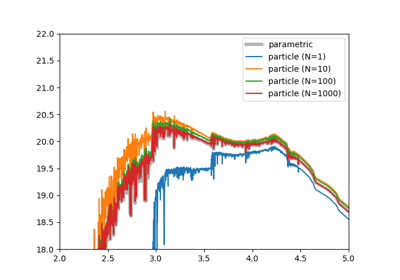 22.0
21.5
21.0
20.5
20.0
19.5
19.0
18.5
18.0
2.0 2.5 3.0 3.5 4.0 4.5 5.0
parametric
particle (N=1)
particle (N=10)
particle (N=100)
particle (N=1000)